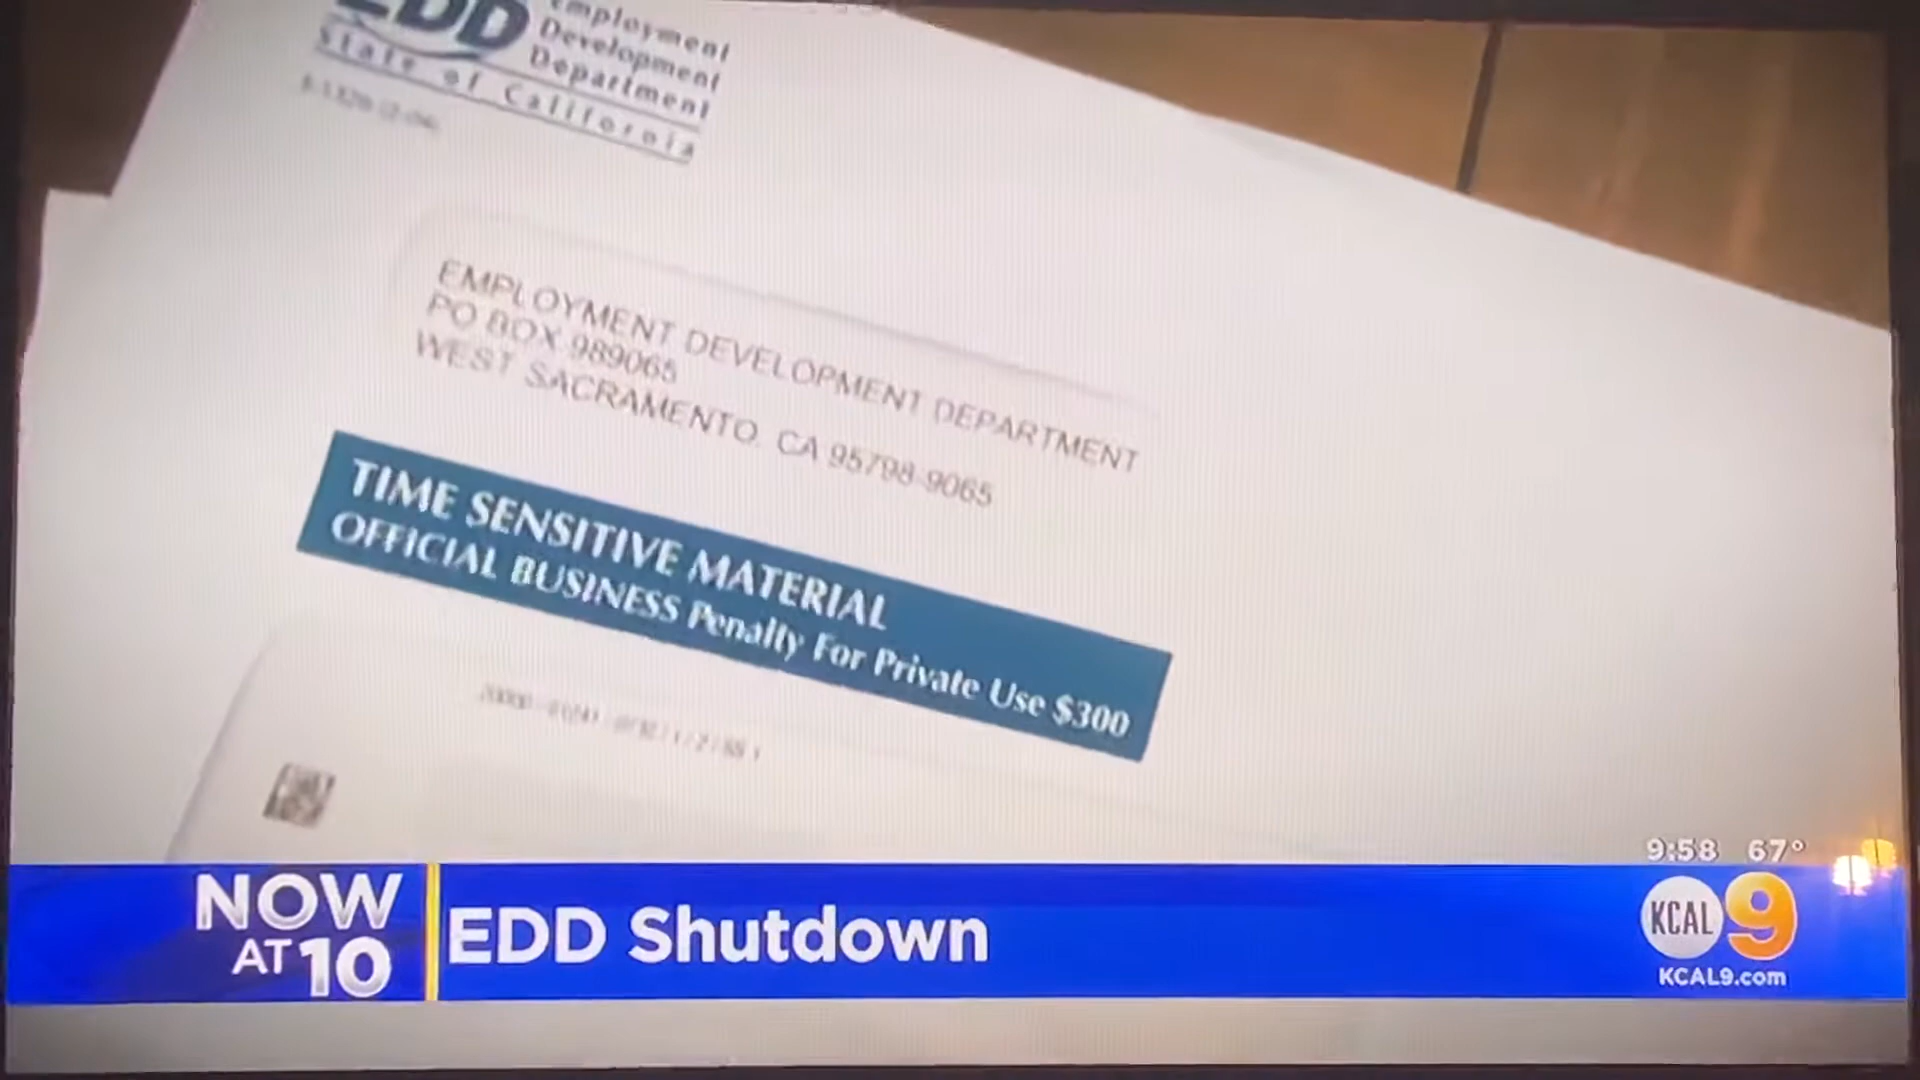 EDD
Employment
Development
Department
State of California
EMPLOYMENT DEVELOPMENT DEPARTMENT
PO BOX 989065
WEST SACRAMENTO, CA 95798-9065
TIME SENSITIVE MATERIAL
OFFICIAL BUSINESS Penalty For Private Use $300
9:58 67°
NOW
AT 10
EDD Shutdown
KCAL 9
KCAL9.com